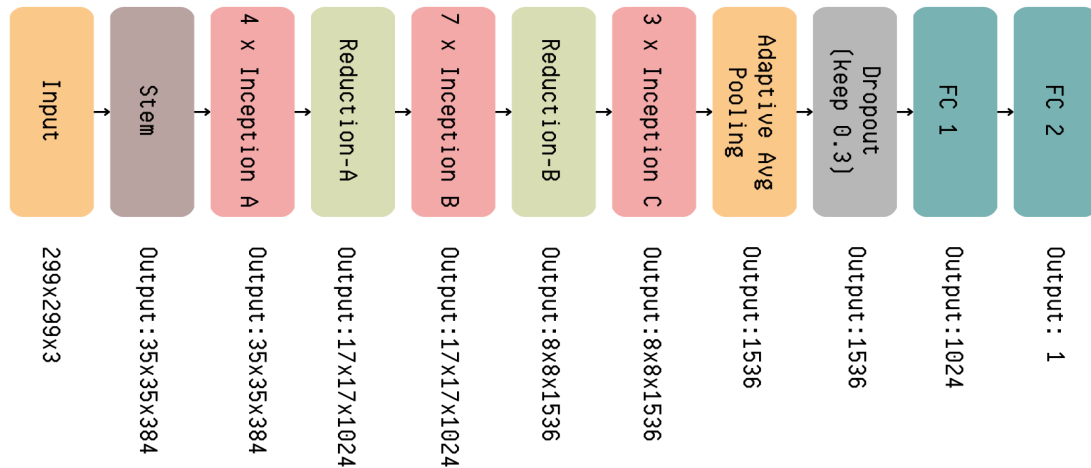 Input
299x299x3
Stem
Output:35x35x384
4 x Inception A
Output:35x35x384
Reduction-A
Output:17x17x1024
7 x Inception B
Output:17x17x1024
Reduction-B
Output:8x8x1536
3 x Inception C
Output:8x8x1536
Adaptive Avg
Pooling
Output:1536
Dropout
(keep 0.3)
Output:1536
FC 1
Output:1024
FC 2
Output: 1